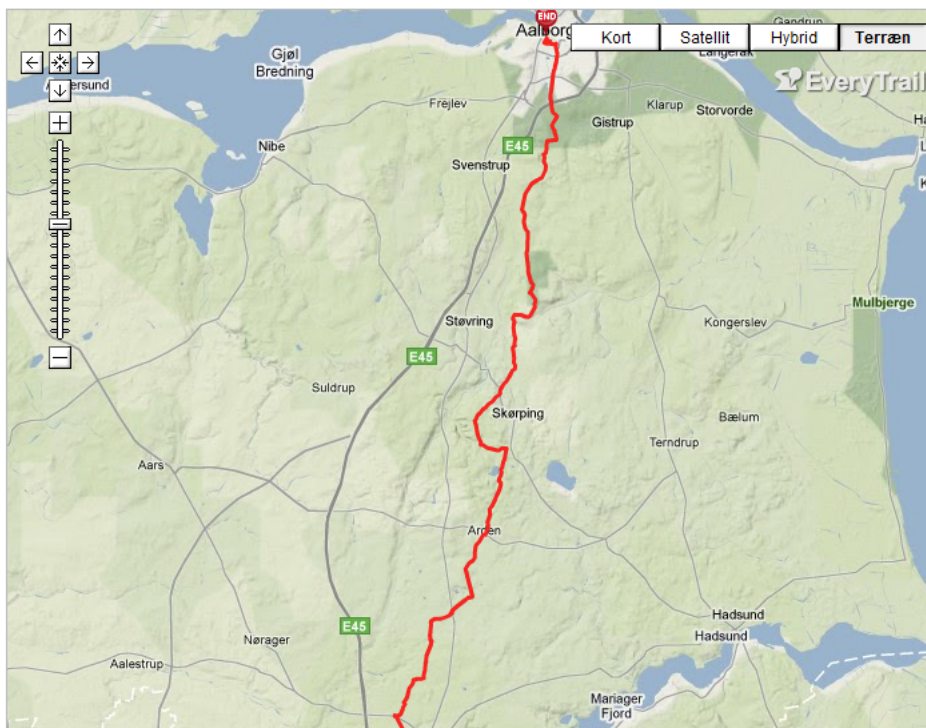 END
Aalborg
Gandrup
Kort
Satellit
Hybrid
Terræn
Langerak
Gjøl
Bredning
EveryTrail
Frejlev
Klarup
Storvorde
Gistrup
E45
Nibe
Svenstrup
Mulbjerge
Støvring
Kongerslev
E45
Suldrup
Skørping
Bælum
Terndrup
Aars
Arden
Hadsund
E45
Hadsund
Nørager
Aalestrup
Mariager
Fjord